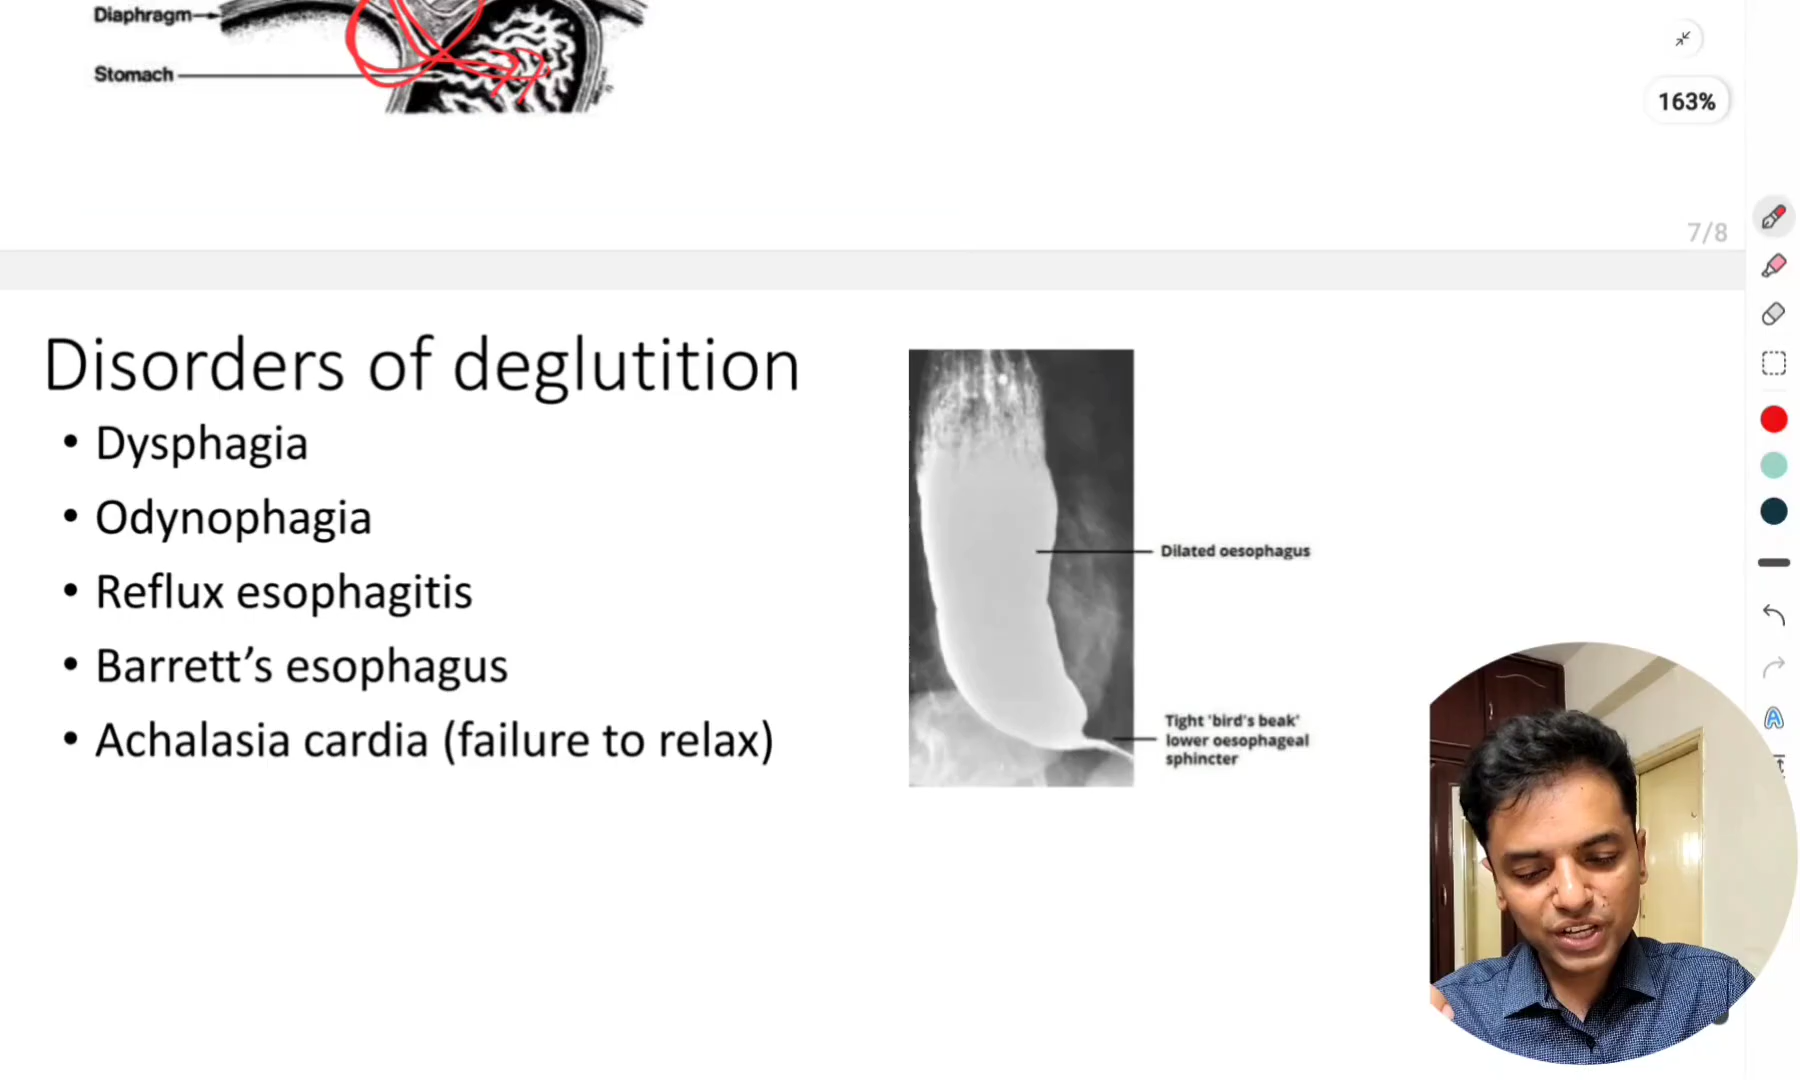 Diaphragm
Stomach
163%
7/8
Disorders of deglutition
• Dysphagia
• Odynophagia
• Reflux esophagitis
• Barrett’s esophagus
• Achalasia cardia (failure to relax)
Dilated oesophagus
Tight 'bird's beak'
lower oesophageal
sphincter